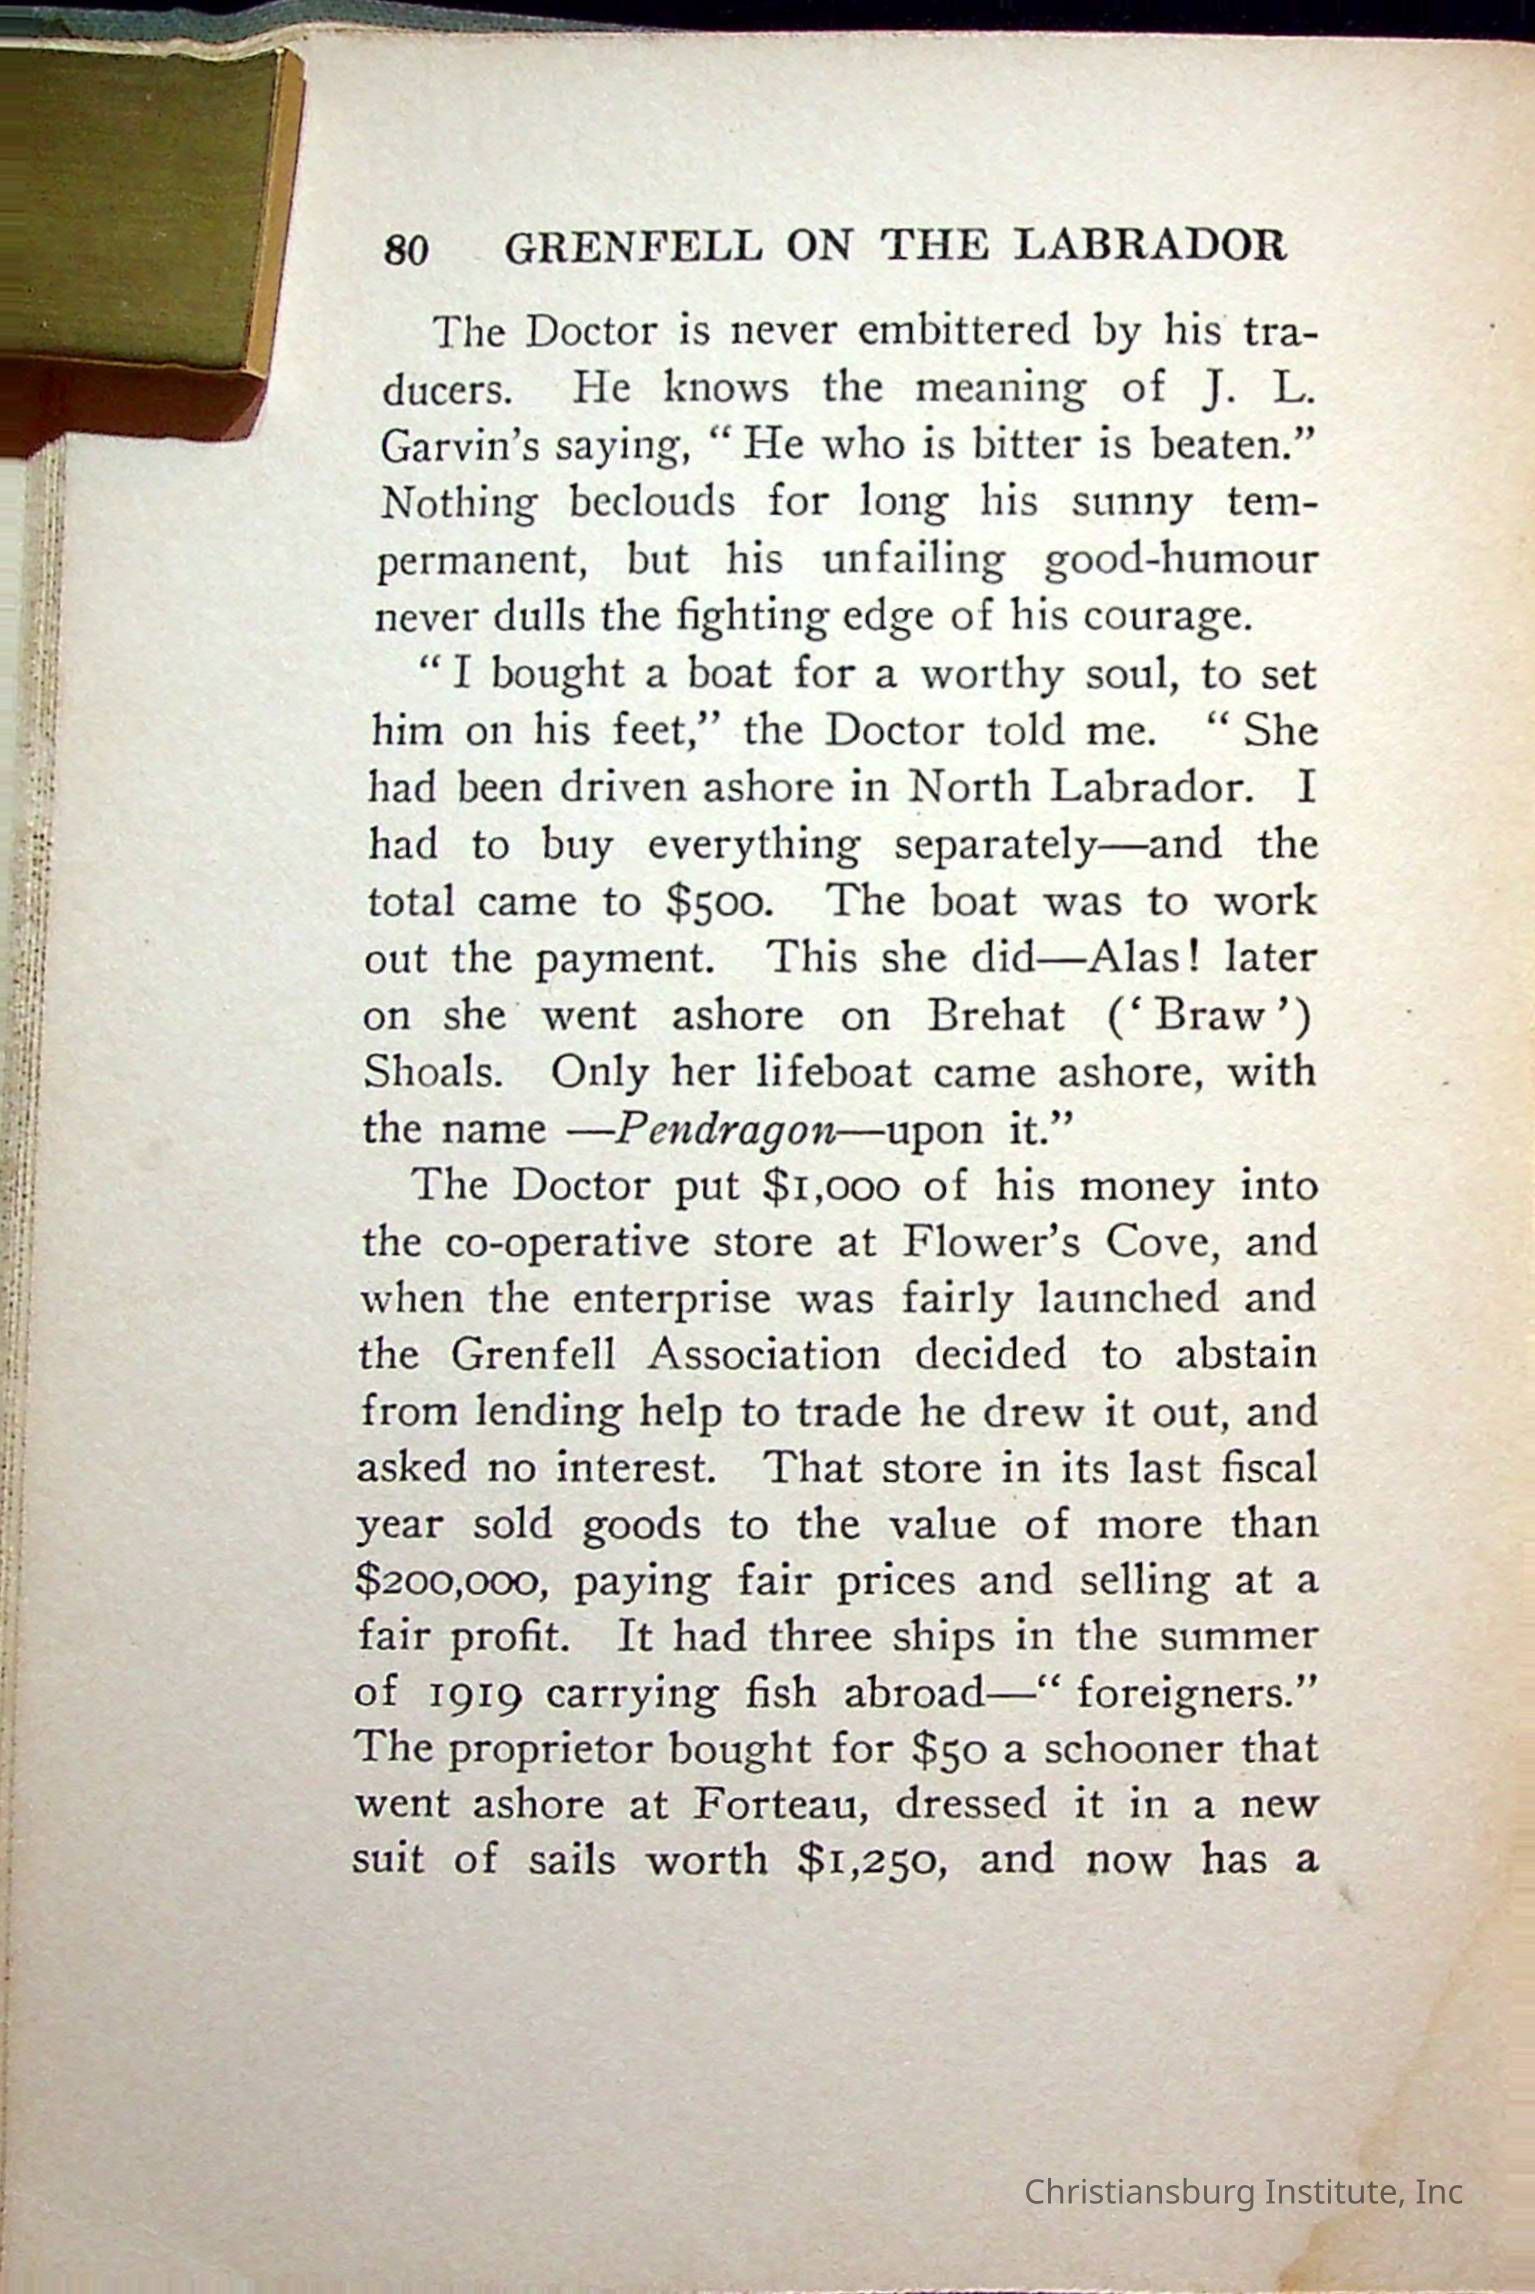 80 GRENFELL ON THE LABRADOR
The Doctor is never embittered by his tra-
ducers. He knows the meaning of J. L.
Garvin's saying, “ He who is bitter is beaten.”
Nothing beclouds for long his sunny tem-
permanent, but his unfailing good-humour
never dulls the fighting edge of his courage.
“ I bought a boat for a worthy soul, to set
him on his feet,” the Doctor told me. “ She
had been driven ashore in North Labrador. I
had to buy everything separately—and the
total came to $500. The boat was to work
out the payment. This she did—Alas! later
on she went ashore on Brehat (‘ Braw ’)
Shoals. Only her lifeboat came ashore, with
the name —Pendragon—upon it.”
The Doctor put $1,000 of his money into
the co-operative store at Flower's Cove, and
when the enterprise was fairly launched and
the Grenfell Association decided to abstain
from lending help to trade he drew it out, and
asked no interest. That store in its last fiscal
year sold goods to the value of more than
$200,000, paying fair prices and selling at a
fair profit. It had three ships in the summer
of 1919 carrying fish abroad—“ foreigners.”
The proprietor bought for $50 a schooner that
went ashore at Forteau, dressed it in a new
suit of sails worth $1,250, and now has a
Christiansburg Institute, Inc